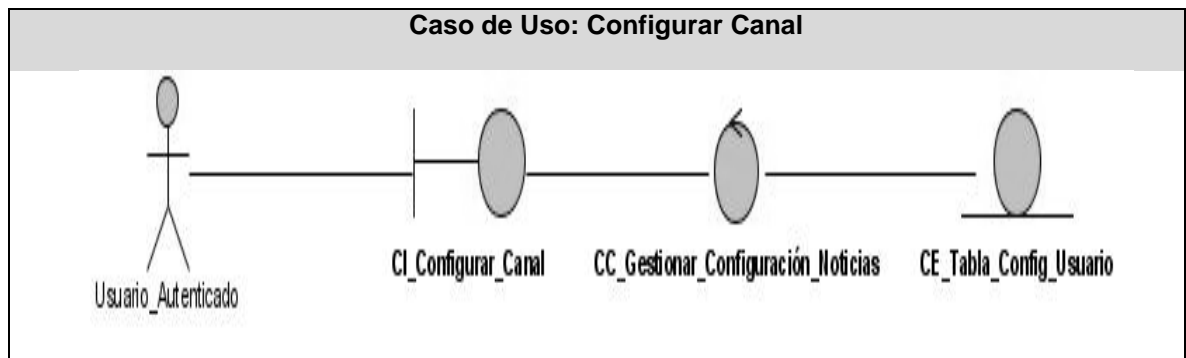 Caso de Uso: Configurar Canal
CI_Configurar_Canal CC_Gestionar_Configuración_Noticias CE_Tabla_Config_Usuario
Usuario_Autenticado